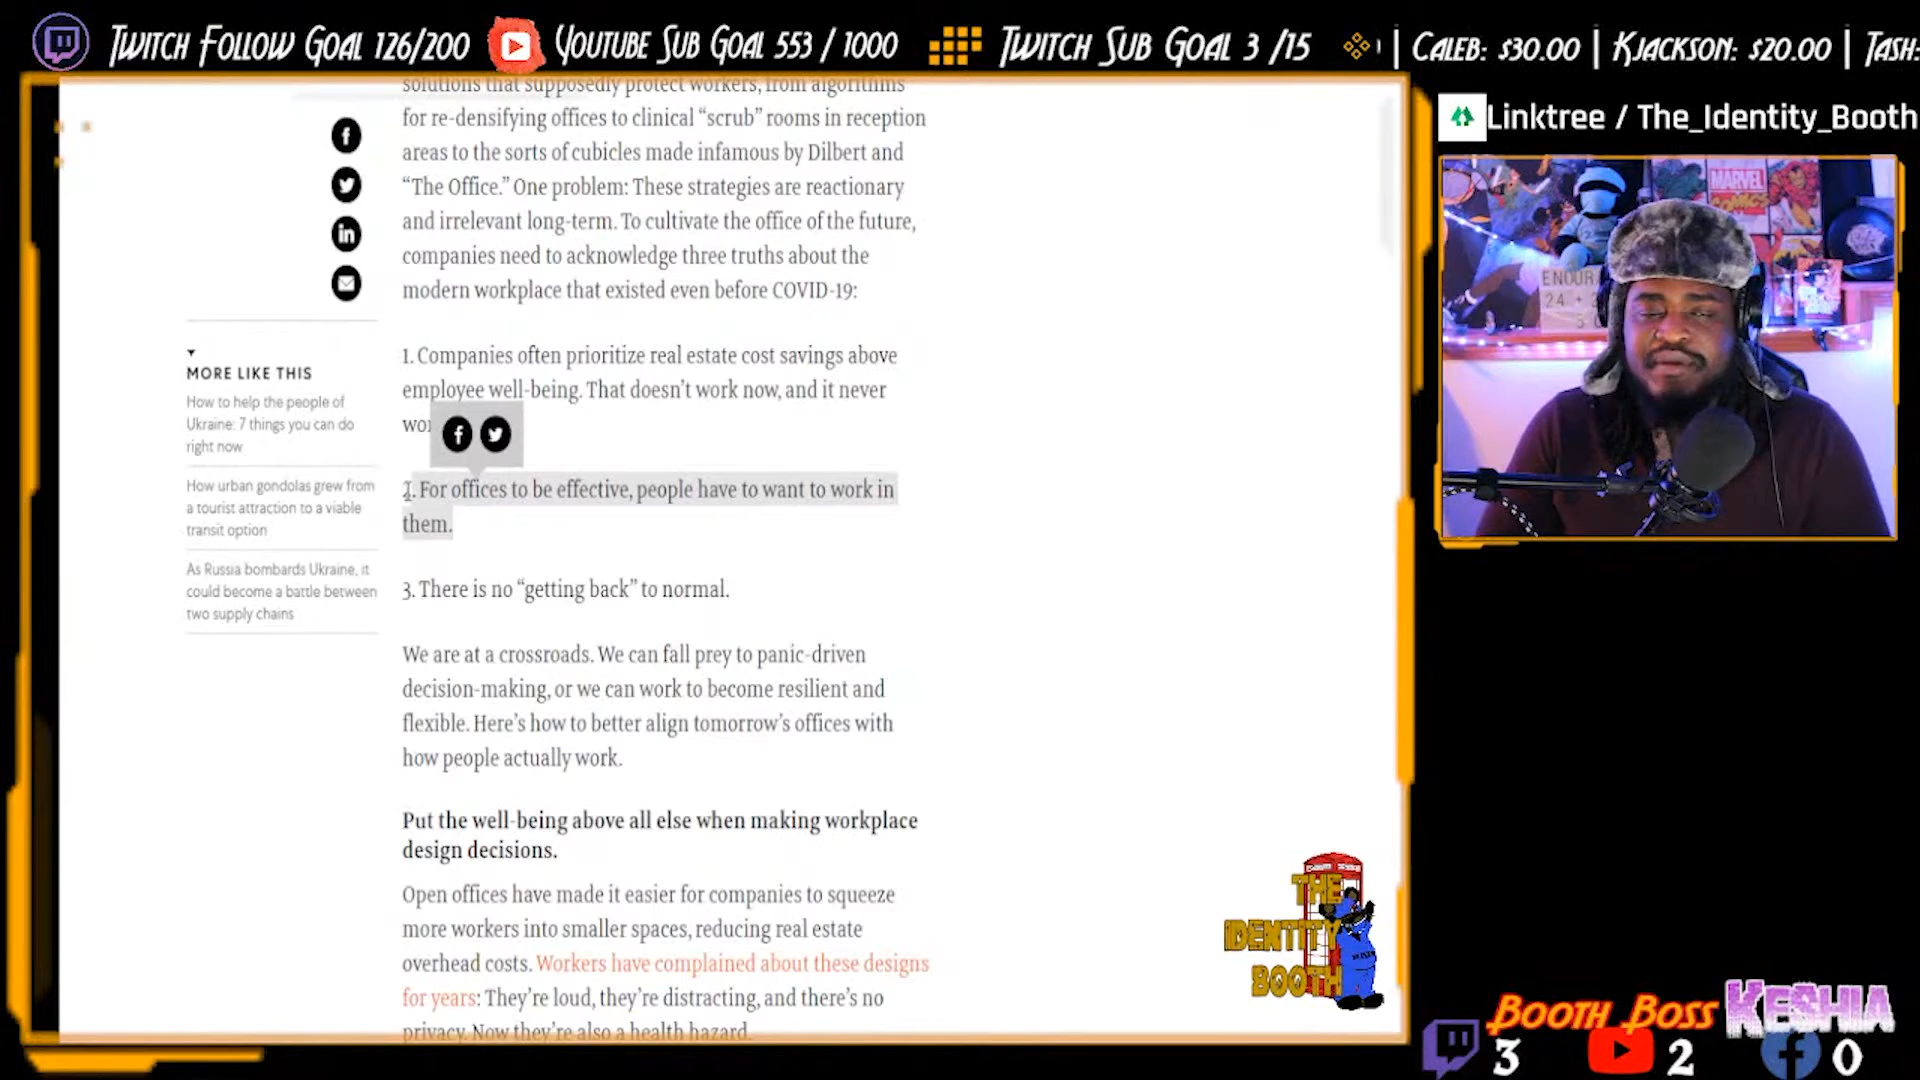 Twitch Follow Goal 126/200
Youtube Sub Goal 553 / 1000
Twitch Sub Goal 3 /15
| Caleb: $30.00 | Kjackson: $20.00 | Tash:
Linktree / The_Identity_Booth
solutions that supposedly protect workers, from algorithms
for re-densifying offices to clinical “scrub” rooms in reception
areas to the sorts of cubicles made infamous by Dilbert and
“The Office.” One problem: These strategies are reactionary
and irrelevant long-term. To cultivate the office of the future,
companies need to acknowledge three truths about the
modern workplace that existed even before COVID-19:
MORE LIKE THIS
How to help the people of
Ukraine: 7 things you can do
right now
How urban gondolas grew from
a tourist attraction to a viable
transit option
As Russia bombards Ukraine, it
could become a battle between
two supply chains
1. Companies often prioritize real estate cost savings above
employee well-being. That doesn’t work now, and it never
2. For offices to be effective, people have to want to work in
them.
3. There is no “getting back” to normal.
We are at a crossroads. We can fall prey to panic-driven
decision-making, or we can work to become resilient and
flexible. Here’s how to better align tomorrow’s offices with
how people actually work.
Put the well-being above all else when making workplace
design decisions.
Open offices have made it easier for companies to squeeze
more workers into smaller spaces, reducing real estate
overhead costs. Workers have complained about these designs
for years: They’re loud, they’re distracting, and there’s no
privacy. Now they’re also a health hazard.
MARVEL
COMICS
24
THE
IDENTITY
BOOTH
Booth Boss KESHIA
3 2 0